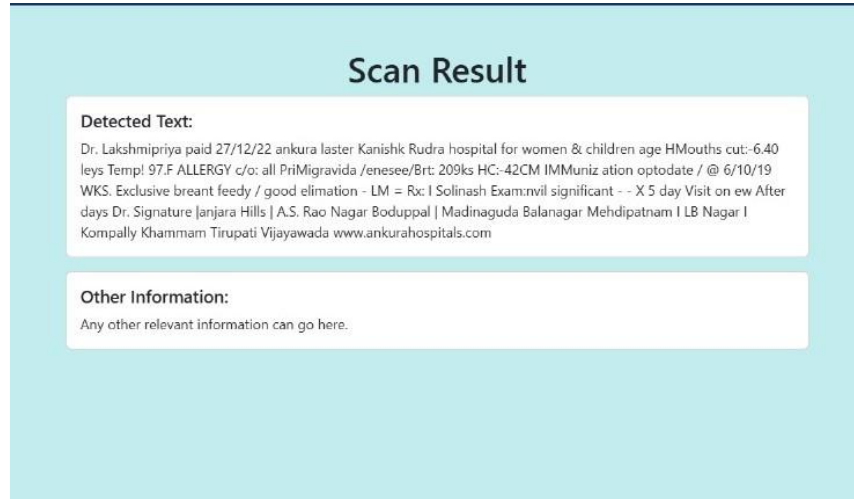 Scan Result
Detected Text:
Dr. Lakshmipriya paid 27/12/22 ankura laster Kanishk Rudra hospital for women & children age HMouths cut:-6.40
leys Temp! 97.F ALLERGY c/o: all PriMigravida /enesee/Brt: 209ks HC:-42CM IMMuniz ation optodate / @ 6/10/19
WKS. Exclusive breant feedy / good elimation - LM = Rx: I Solinash Exam:nvil significant - - X 5 day Visit on ew After
days Dr. Signature |anjara Hills | A.S. Rao Nagar Boduppal | Madinaguda Balanagar Mehdipatnam I LB Nagar I
Kompally Khammam Tirupati Vijayawada www.ankurahospitals.com
Other Information:
Any other relevant information can go here.